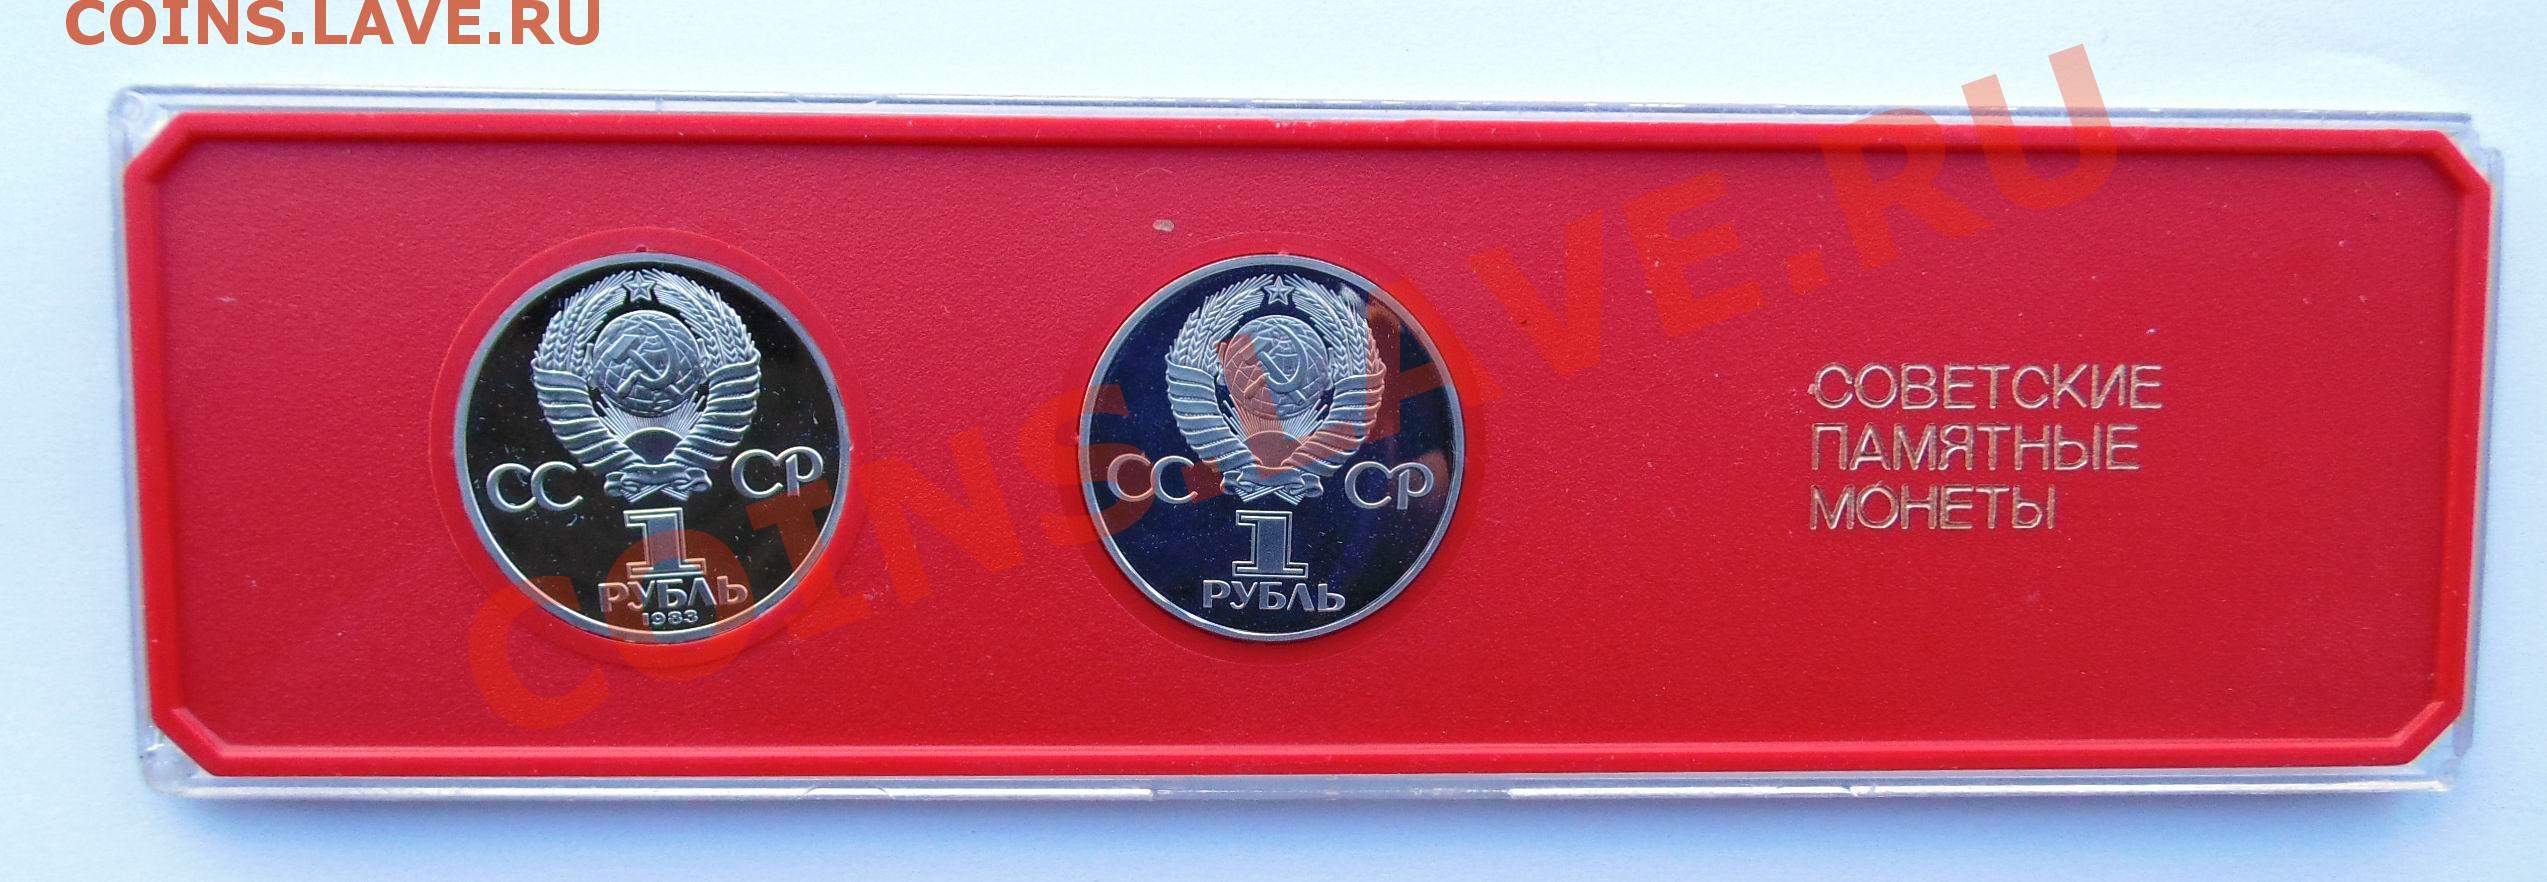 COINS.LAVE.RU
СС СР
1
РУБЛЬ
1983
СС СР
1
РУБЛЬ
СОВЕТСКИЕ
ПАМЯТНЫЕ
МОНЕТЫ
COINS.LAVE.RU